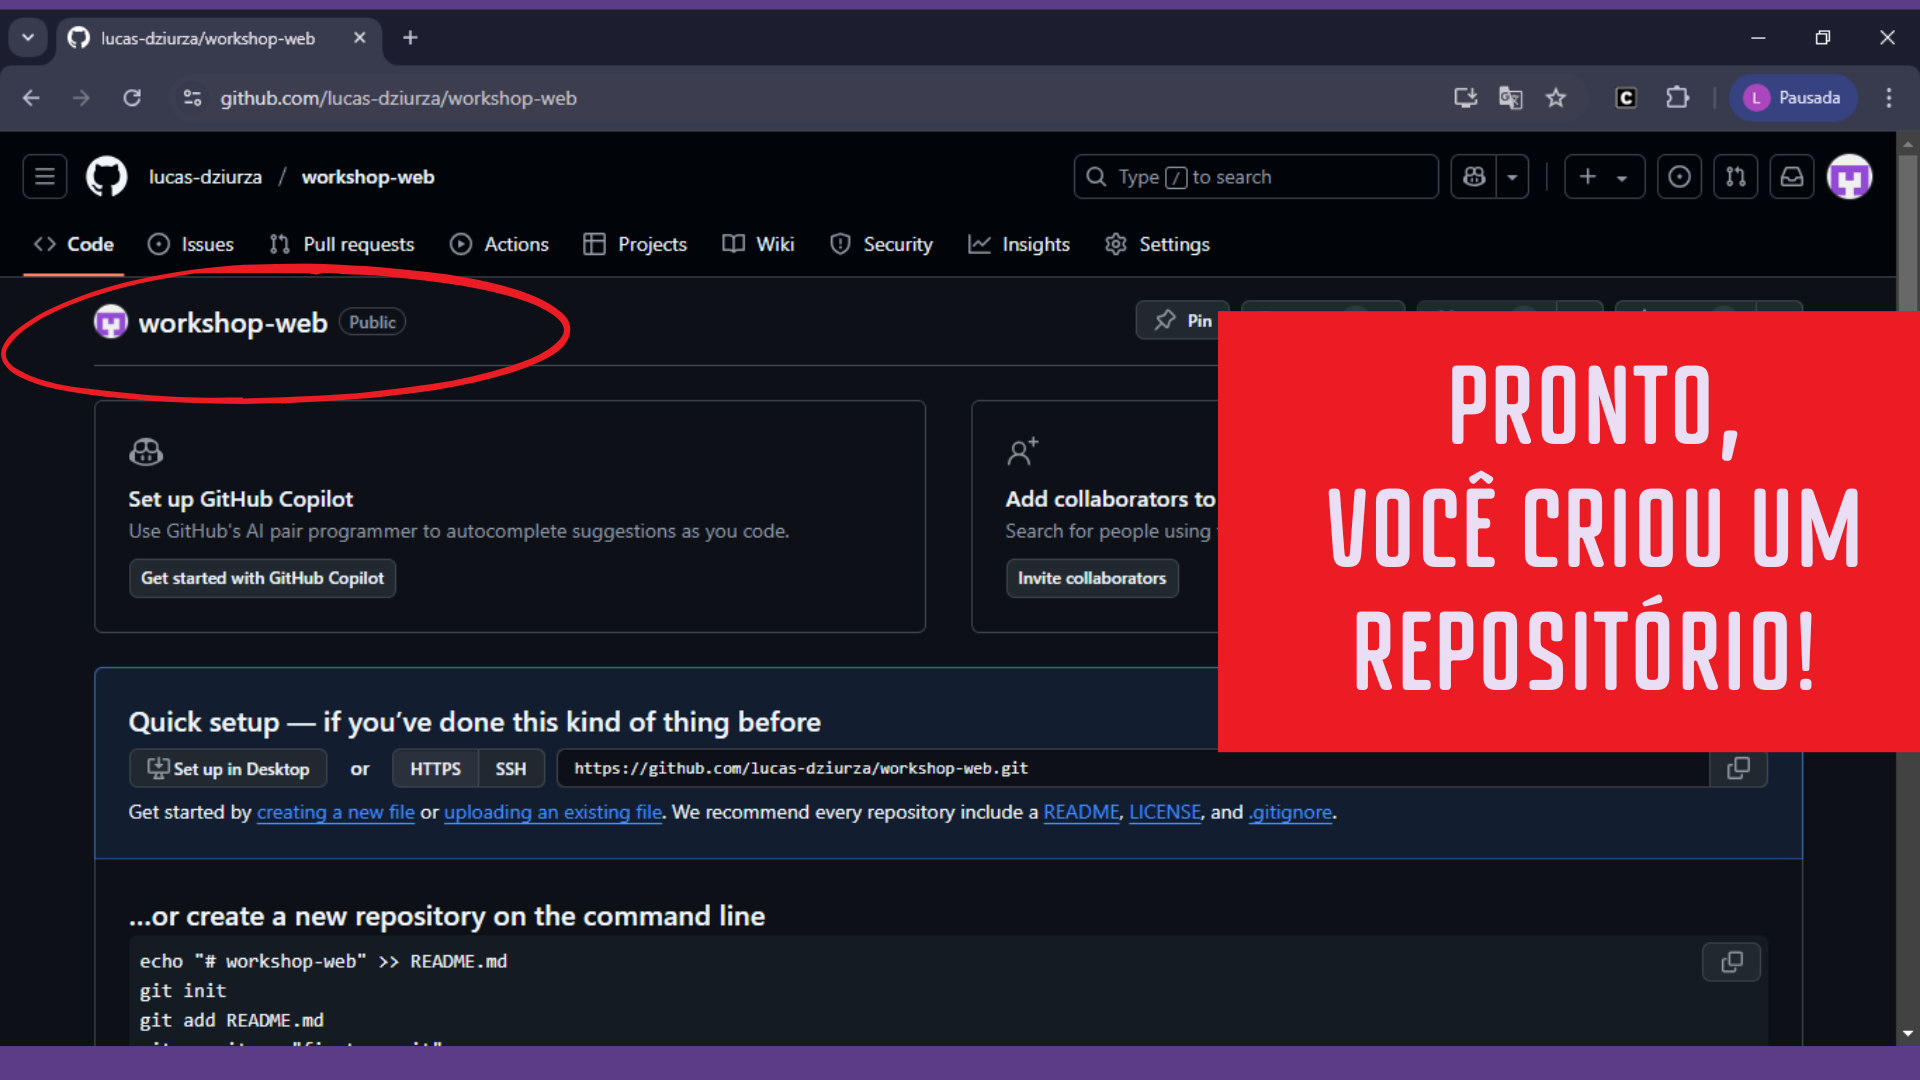 lucas-dziurza/workshop-web
github.com/lucas-dziurza/workshop-web
L Pausada
lucas-dziurza / workshop-web
Type / to search
Code Issues Pull requests Actions Projects Wiki Security Insights Settings
workshop-web Public
Pin
PRONTO,
VOCÊ CRIOU UM
REPOSITÓRIO!
Set up GitHub Copilot
Use GitHub's AI pair programmer to autocomplete suggestions as you code.
Get started with GitHub Copilot
Add collaborators to
Search for people using
Invite collaborators
Quick setup — if you've done this kind of thing before
Set up in Desktop or HTTPS SSH https://github.com/lucas-dziurza/workshop-web.git
Get started by creating a new file or uploading an existing file. We recommend every repository include a README, LICENSE, and .gitignore.
...or create a new repository on the command line
echo "# workshop-web" >> README.md
git init
git add README.md